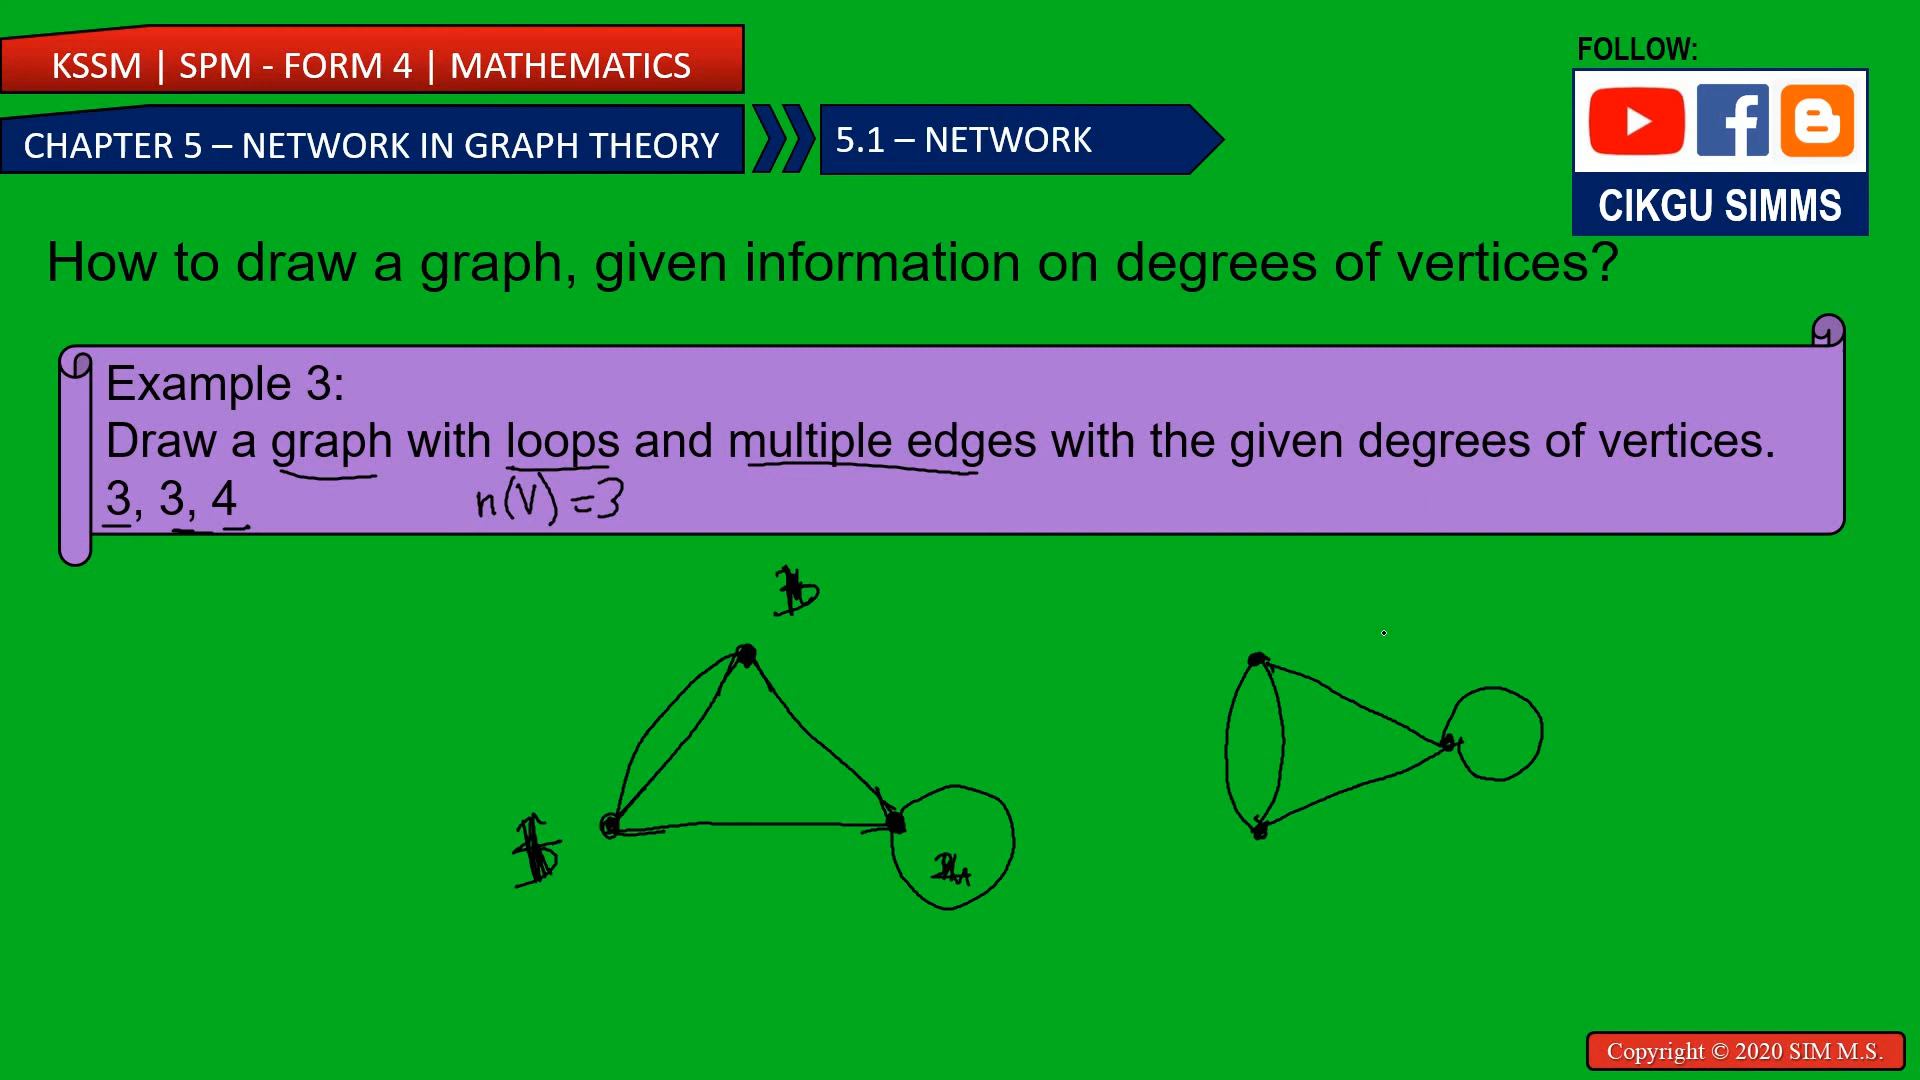 KSSM | SPM - FORM 4 | MATHEMATICS
FOLLOW:
CHAPTER 5 – NETWORK IN GRAPH THEORY
5.1 – NETWORK
CIKGU SIMMS
How to draw a graph, given information on degrees of vertices?
Example 3:
Draw a graph with loops and multiple edges with the given degrees of vertices.
3, 3, 4
n(V) = 3
Copyright © 2020 SIM M.S.